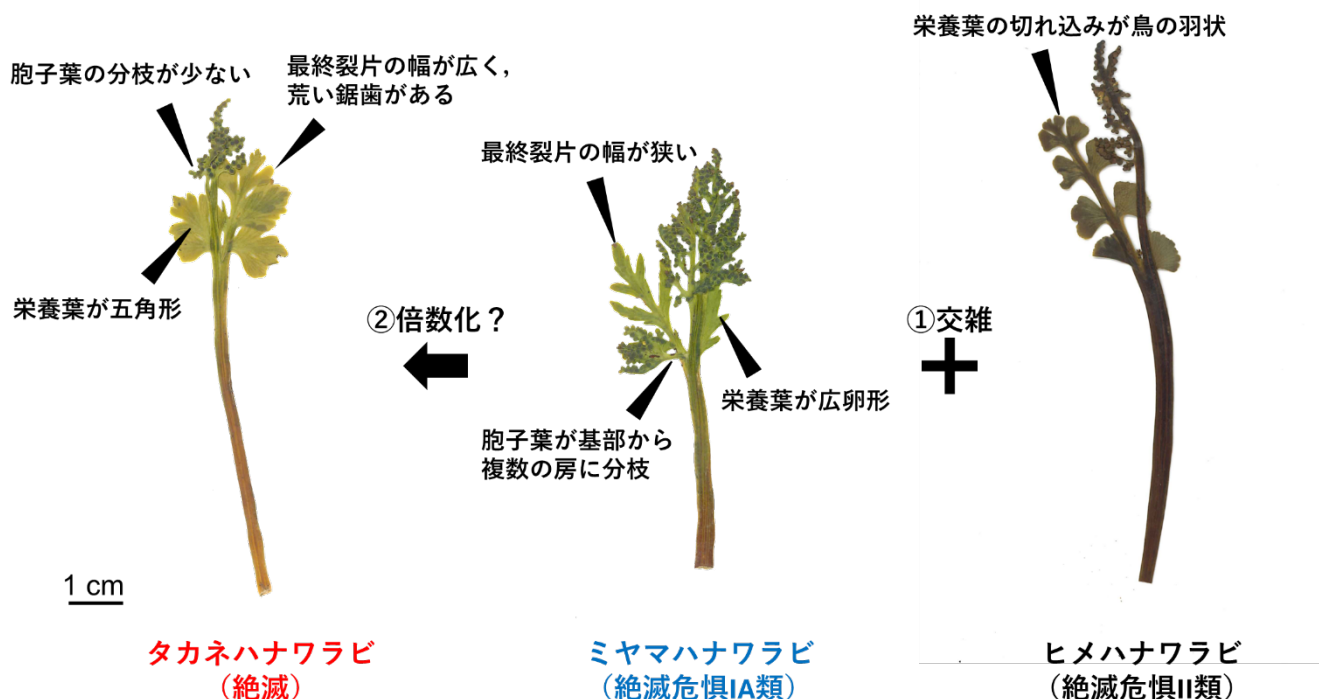 栄養葉の切れ込みが鳥の羽状
胞子葉の分枝が少ない
最終裂片の幅が広く，
荒い鋸歯がある
最終裂片の幅が狭い
栄養葉が五角形
②倍数化？
①交雑
栄養葉が広卵形
胞子葉が基部から
複数の房に分枝
1 cm
タカネハナワラビ
（絶滅）
ミヤマハナワラビ
（絶滅危惧IA類）
ヒメハナワラビ
（絶滅危惧II類）